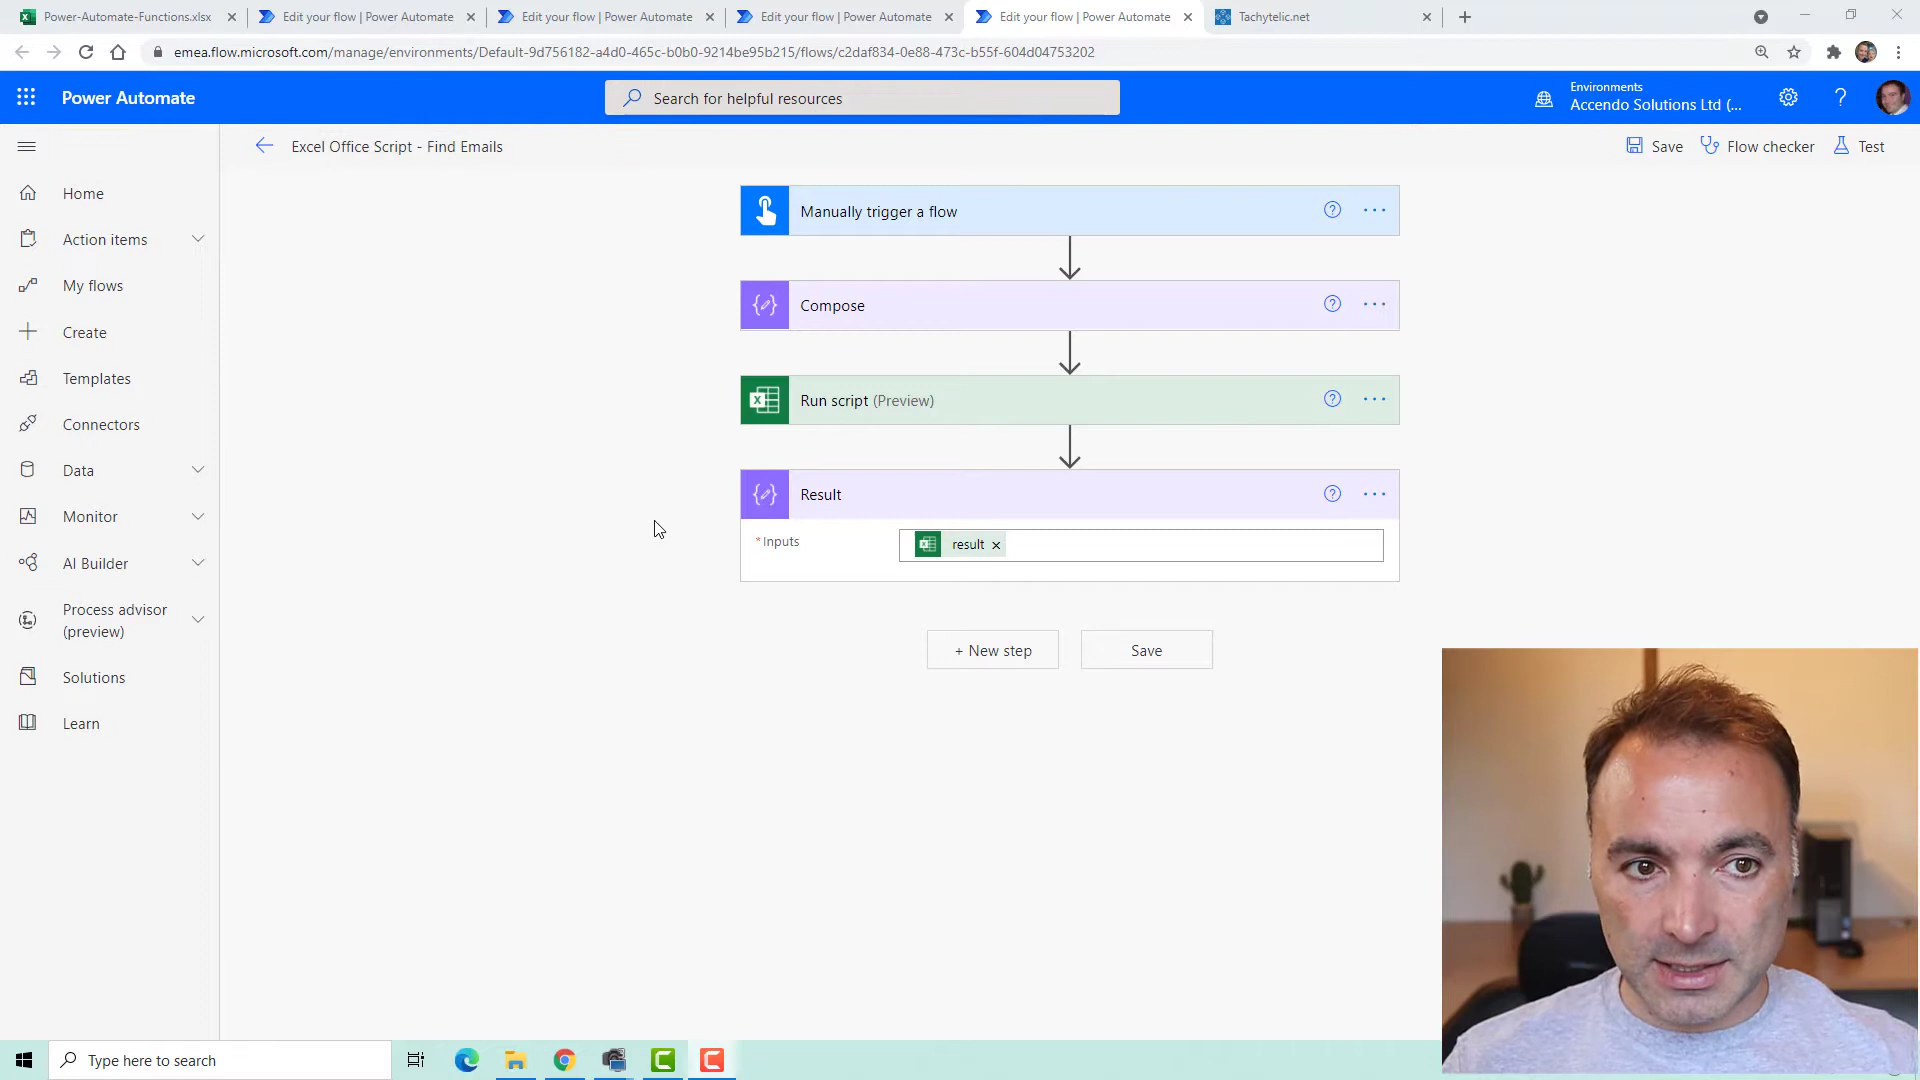 Power-Automate-Functions.xlsx
Edit your flow | Power Automate
Edit your flow | Power Automate
Edit your flow | Power Automate
Edit your flow | Power Automate
Tachytelic.net
emea.flow.microsoft.com/manage/environments/Default-9d756182-a4d0-465c-b0b0-9214be95b215/flows/c2daf834-0e88-473c-b55f-604d04753202
Power Automate
Search for helpful resources
Environments
Accendo Solutions Ltd (...
Excel Office Script - Find Emails
Save
Flow checker
Test
Home
Action items
My flows
Create
Templates
Connectors
Data
Monitor
AI Builder
Process advisor
(preview)
Solutions
Learn
Manually trigger a flow
Compose
Run script (Preview)
Result
* Inputs
result
+ New step
Save
Type here to search